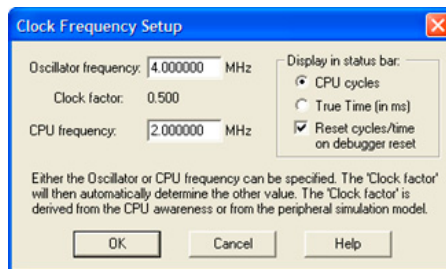 Clock Frequency Setup
Oscillator frequency: 4.000000 MHz
Clock factor: 0.500
CPU frequency: 2.000000 MHz
Display in status bar:
CPU cycles
True Time (in ms)
Reset cycles/time
on debugger reset
Either the Oscillator or CPU frequency can be specified. The 'Clock factor'
will then automatically determine the other value. The 'Clock factor' is
derived from the CPU awareness or from the peripheral simulation model.
OK Cancel Help